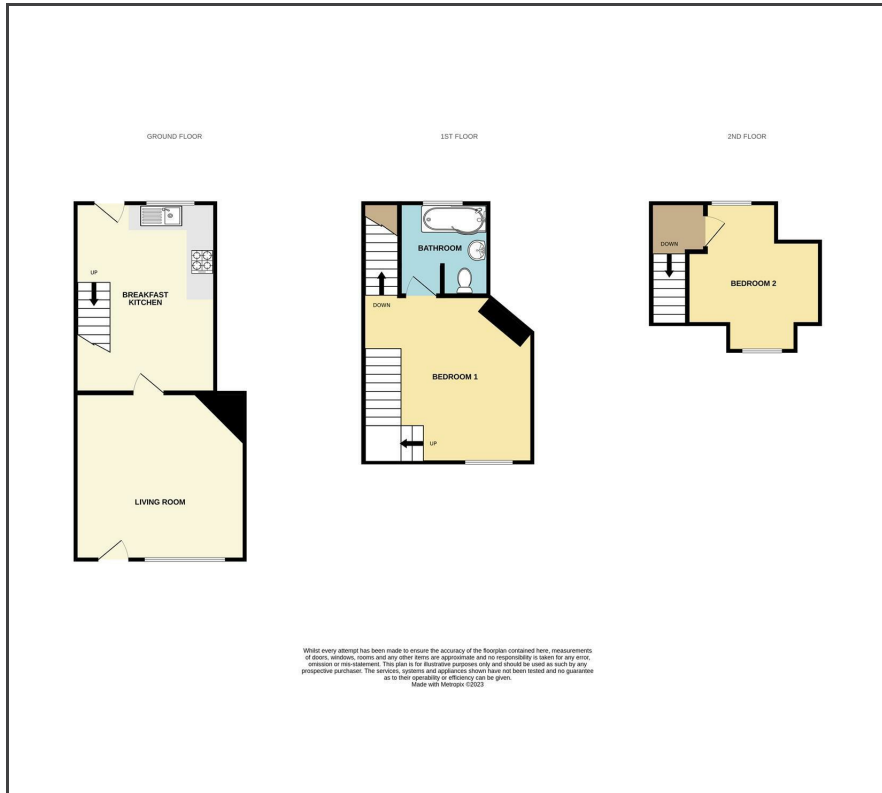 GROUND FLOOR
1ST FLOOR
2ND FLOOR
UP
BREAKFAST
KITCHEN
LIVING ROOM
BATHROOM
DOWN
BEDROOM 1
UP
DOWN
BEDROOM 2
Whilst every attempt has been made to ensure the accuracy of the floorplan contained here, measurements
of doors, windows, rooms and any other items are approximate and no responsibility is taken for any error,
omission or mis-statement. This plan is for illustrative purposes only and should be used as such by any
prospective purchaser. The services, systems and appliances shown have not been tested and no guarantee
as to their operability or efficiency can be given.
Made with Metropix ©2023